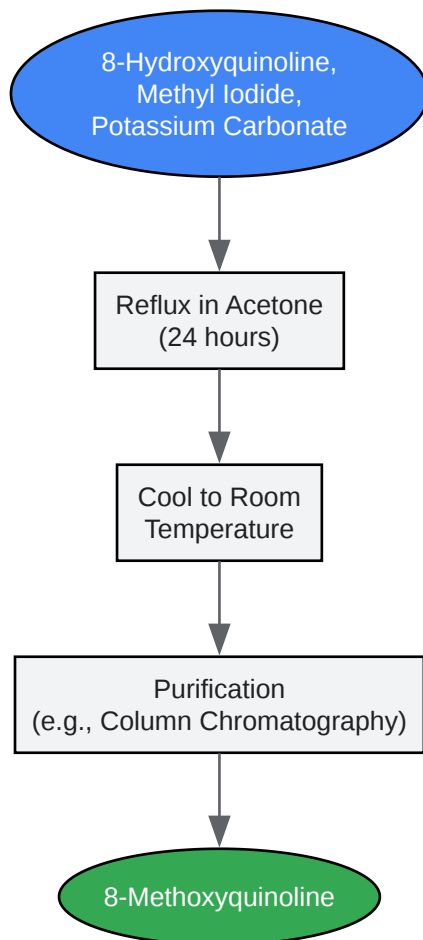 8-Hydroxyquinoline,
Methyl Iodide,
Potassium Carbonate
Reflux in Acetone
(24 hours)
Cool to Room
Temperature
Purification
(e.g., Column Chromatography)
8-Methoxyquinoline